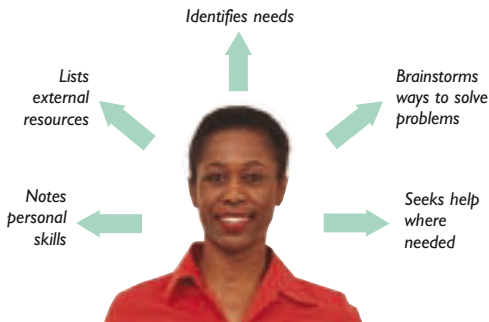 Identifies needs
Lists
external
resources
Brainstorms
ways to solve
problems
Notes
personal
skills
Seeks help
where
needed